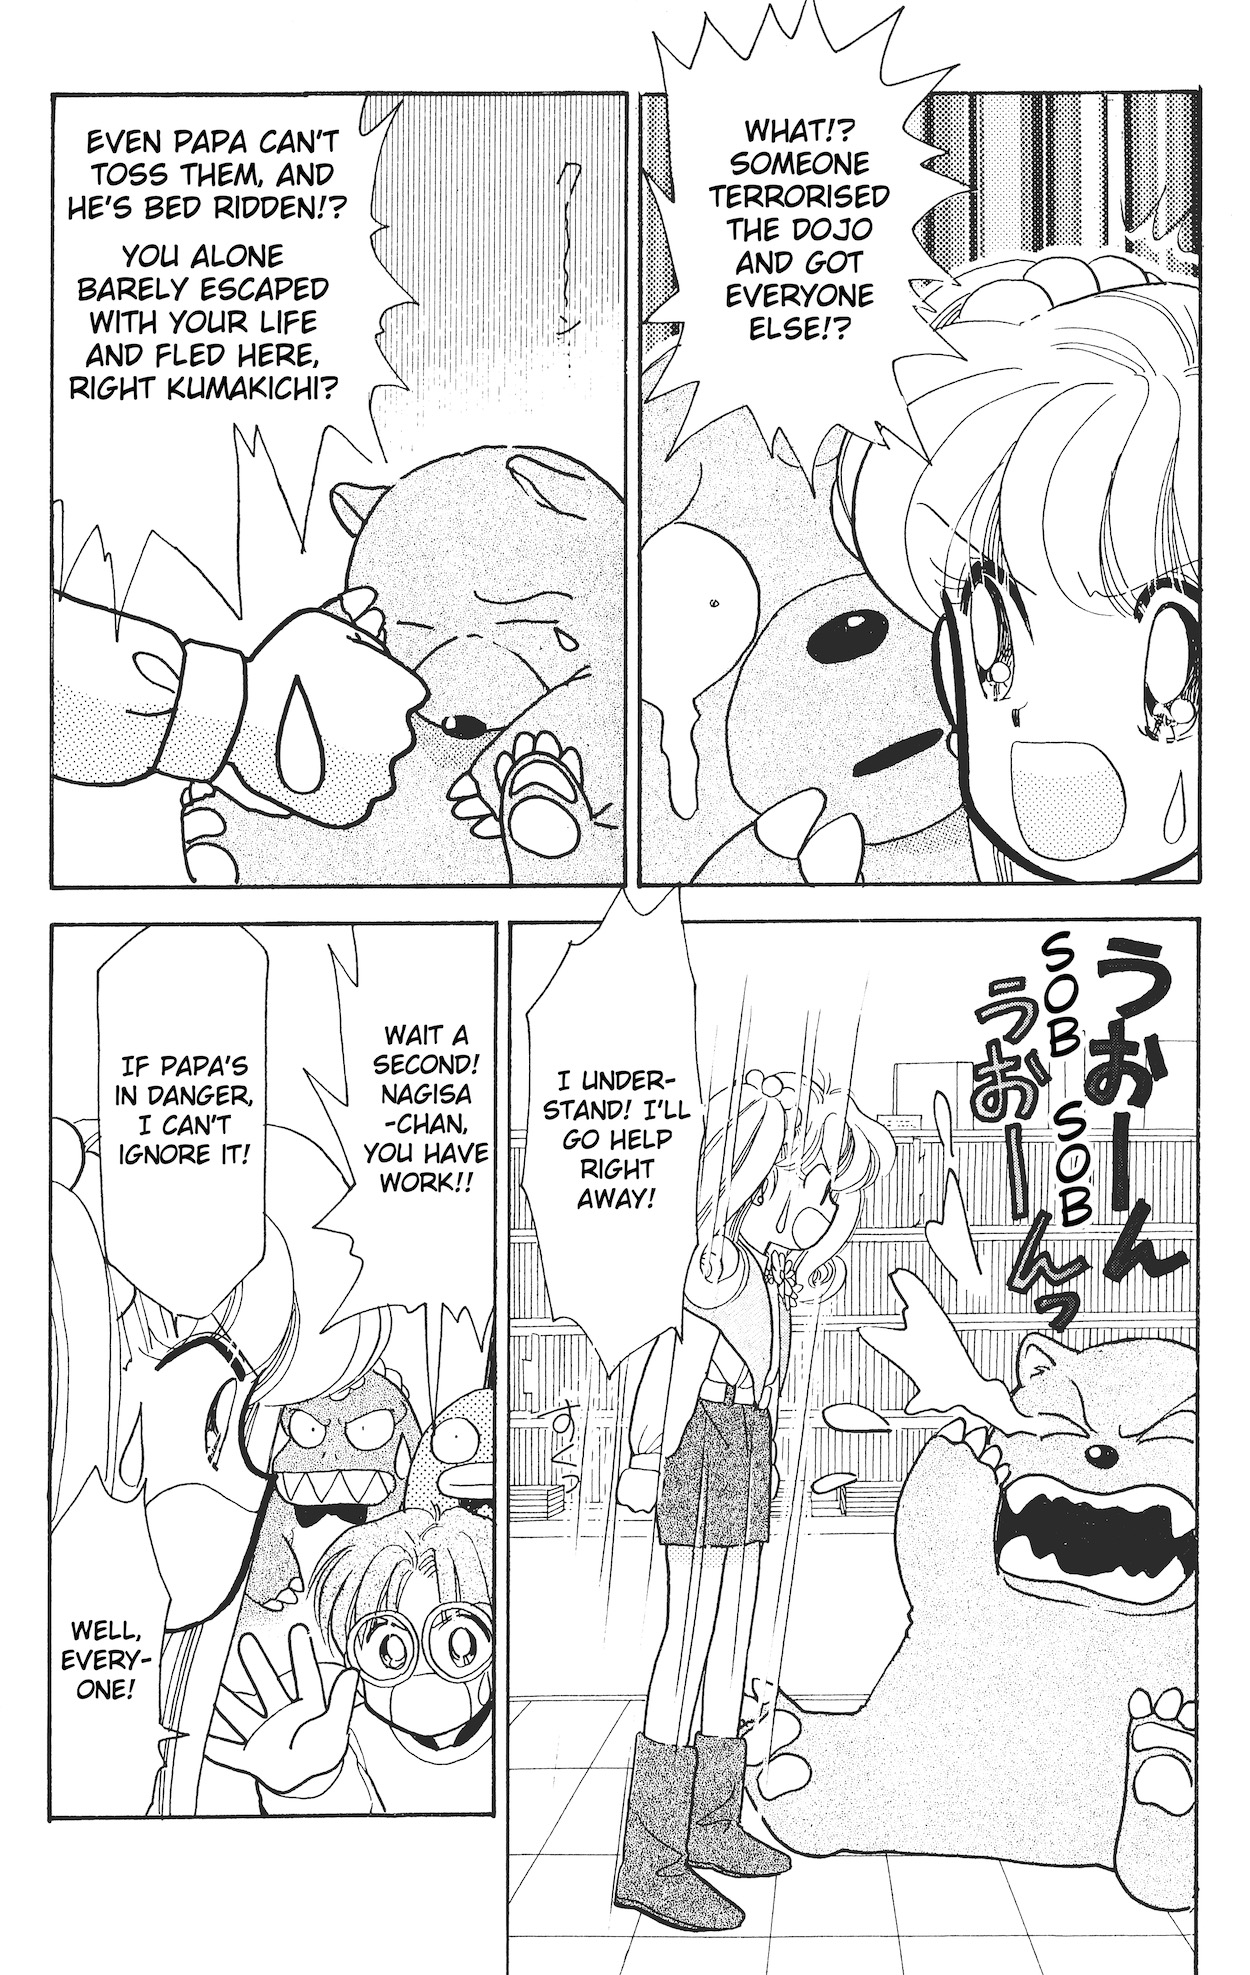 WHAT!?
SOMEONE
TERRORISED
THE DOJO
AND GOT
EVERYONE
ELSE!?
EVEN PAPA CAN'T
TOSS THEM, AND
HE'S BED RIDDEN!?
YOU ALONE
BARELY ESCAPED
WITH YOUR LIFE
AND FLED HERE,
RIGHT KUMAKICHI?
うおーん
SOB SOB
うおーんっ
I UNDER-
STAND! I'LL
GO HELP
RIGHT
AWAY!
WAIT A
SECOND!
NAGISA
-CHAN,
YOU HAVE
WORK!!
IF PAPA'S
IN DANGER,
I CAN'T
IGNORE IT!
WELL,
EVERY-
ONE!